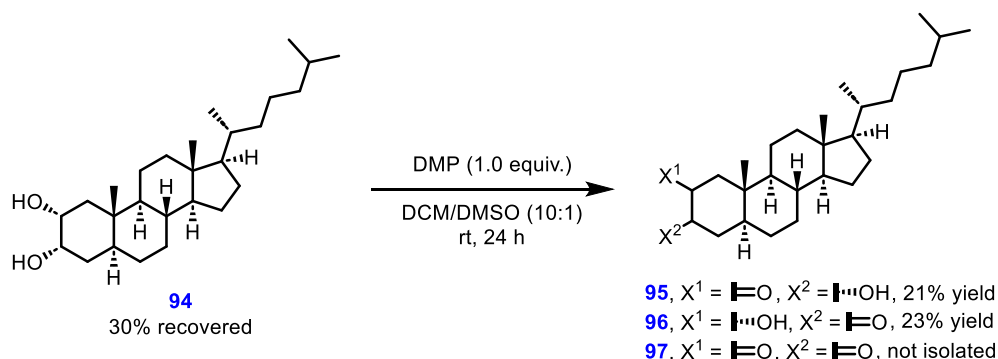 HO
HO
H
H
H
H
H
94
30% recovered
DMP (1.0 equiv.)
DCM/DMSO (10:1)
rt, 24 h
X¹
X²
H
H
H
H
H
95, X¹ = =O, X² = OH, 21% yield
96, X¹ = OH, X² = =O, 23% yield
97, X¹ = =O, X² = =O, not isolated